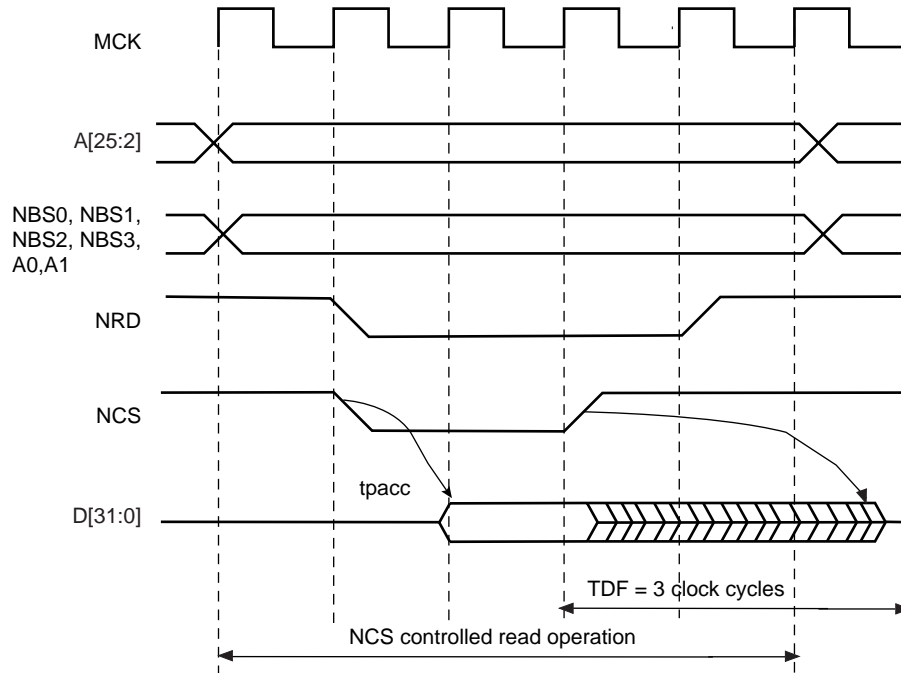 MCK
A[25:2]
NBS0, NBS1,
NBS2, NBS3,
A0,A1
NRD
NCS
tpacc
D[31:0]
TDF = 3 clock cycles
NCS controlled read operation